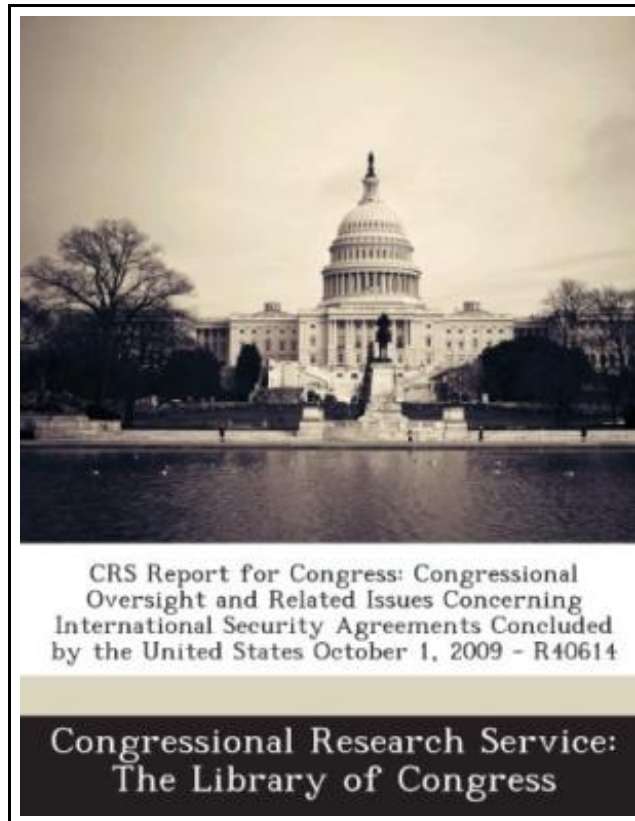 CRS Report for Congress: Congressional
Oversight and Related Issues Concerning
International Security Agreements Concluded
by the United States October 1, 2009 - R40614
Congressional Research Service:
The Library of Congress